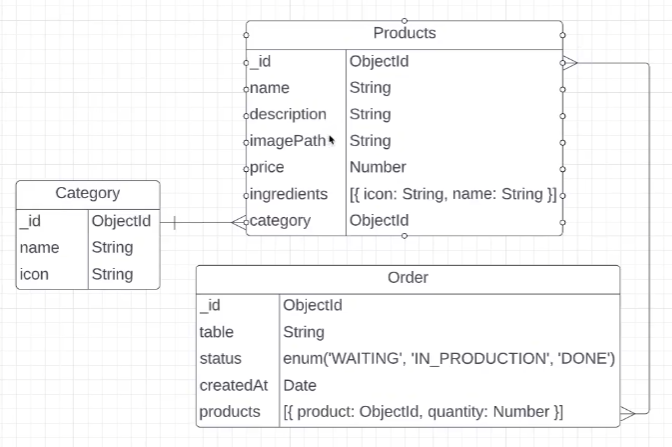 Products
_id ObjectId
name String
description String
imagePath String
price Number
ingredients [{ icon: String, name: String }]
category ObjectId
Category
_id ObjectId
name String
icon String
Order
_id ObjectId
table String
status enum('WAITING', 'IN_PRODUCTION', 'DONE')
createdAt Date
products [{ product: ObjectId, quantity: Number }]